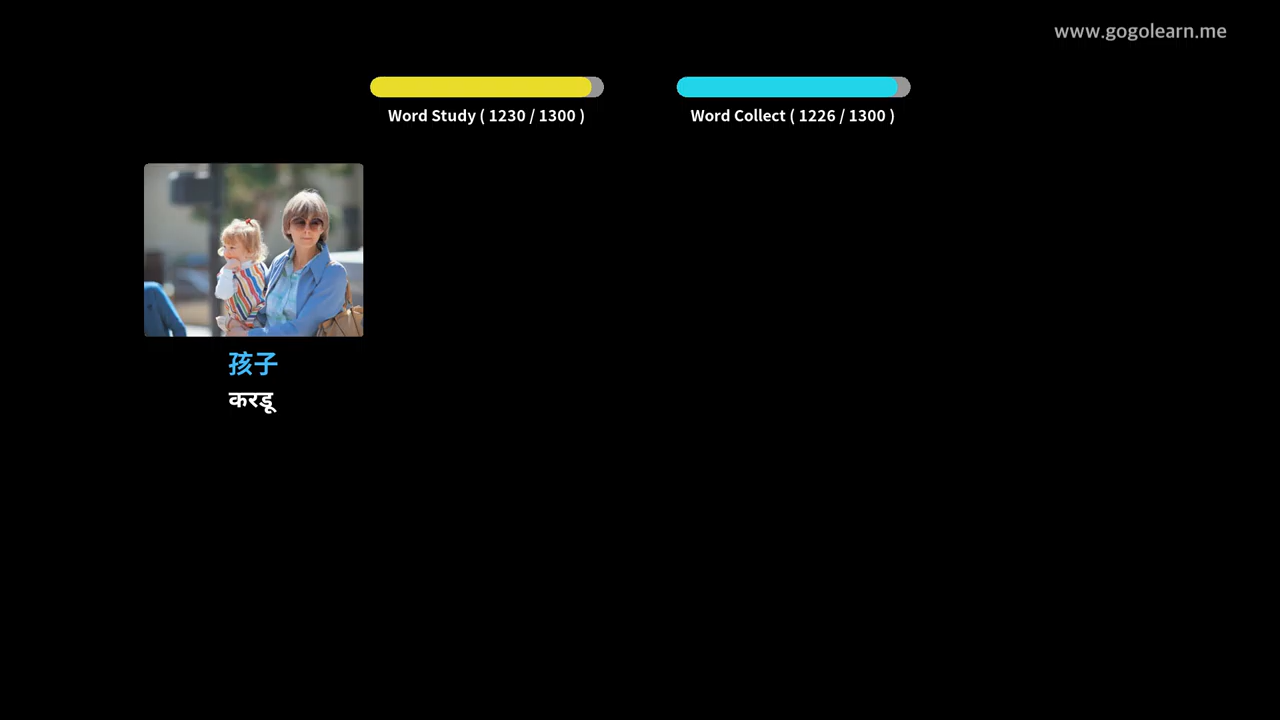 www.gogolearn.me
Word Study ( 1230 / 1300 )
Word Collect ( 1226 / 1300 )
孩子
करडू